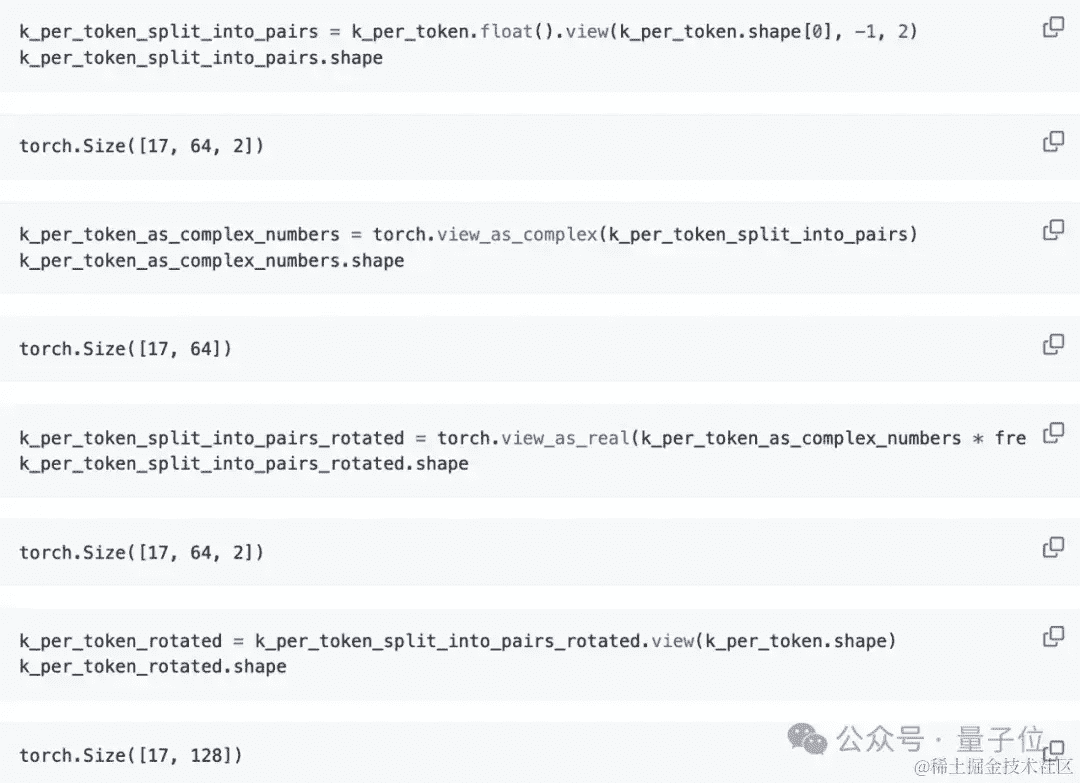 k_per_token_split_into_pairs = k_per_token.float().view(k_per_token.shape[0], -1, 2)
k_per_token_split_into_pairs.shape
torch.Size([17, 64, 2])
k_per_token_as_complex_numbers = torch.view_as_complex(k_per_token_split_into_pairs)
k_per_token_as_complex_numbers.shape
torch.Size([17, 64])
k_per_token_split_into_pairs_rotated = torch.view_as_real(k_per_token_as_complex_numbers * fre
k_per_token_split_into_pairs_rotated.shape
torch.Size([17, 64, 2])
k_per_token_rotated = k_per_token_split_into_pairs_rotated.view(k_per_token.shape)
k_per_token_rotated.shape
torch.Size([17, 128])
公众号 · 量子位
@稀土掘金技术社区